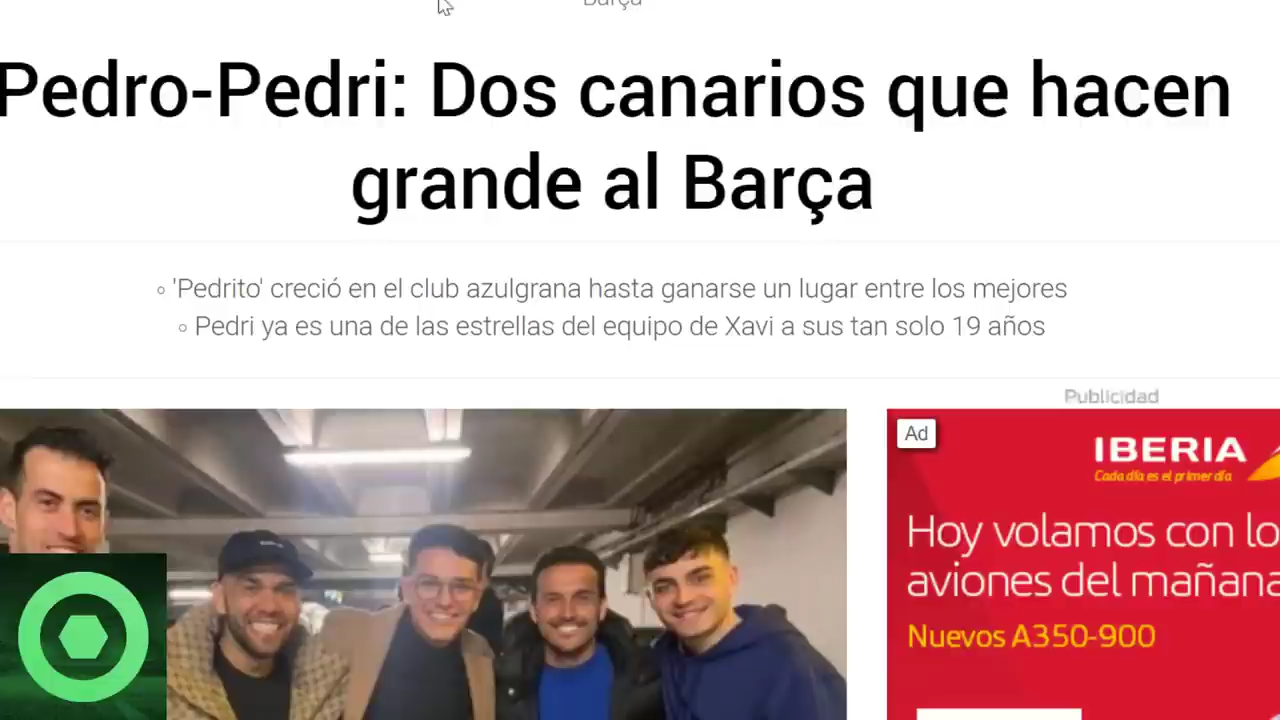 Barça
Pedro-Pedri: Dos canarios que hacen
grande al Barça
◦ 'Pedrito' creció en el club azulgrana hasta ganarse un lugar entre los mejores
◦ Pedri ya es una de las estrellas del equipo de Xavi a sus tan solo 19 años
Publicidad
Ad
IBERIA
Cada día es el primer día
Hoy volamos con lo
aviones del mañana
Nuevos A350-900